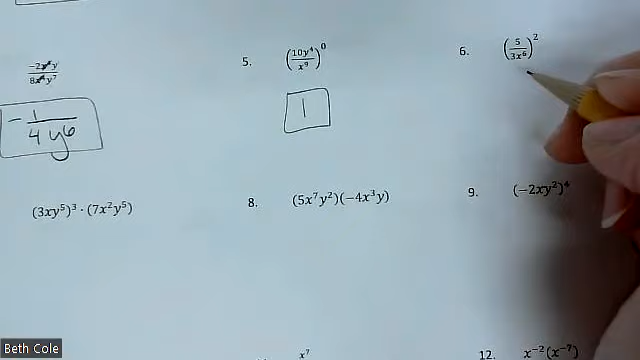 -2x⁴y
8x⁴y⁷
- 1
4y⁶
5. (10y⁴/x⁹)⁰
1
6. (5/3x⁶)²
(3xy⁵)³ · (7x²y⁵)
8. (5x⁷y²)(−4x³y)
9. (−2xy²)⁴
x⁷
12. x⁻²(x⁻⁷)
Beth Cole